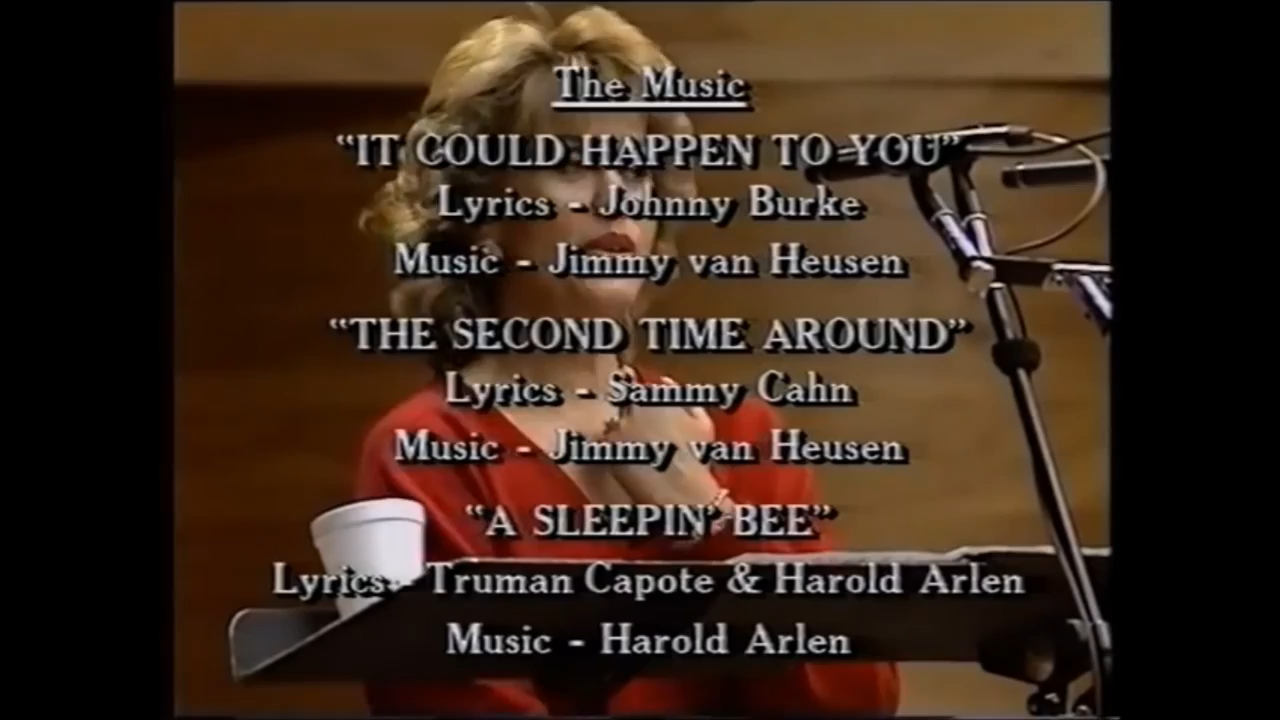 The Music
“IT COULD HAPPEN TO YOU”
Lyrics - Johnny Burke
Music - Jimmy van Heusen
“THE SECOND TIME AROUND”
Lyrics - Sammy Cahn
Music - Jimmy van Heusen
“A SLEEPIN’ BEE”
Lyrics - Truman Capote & Harold Arlen
Music - Harold Arlen